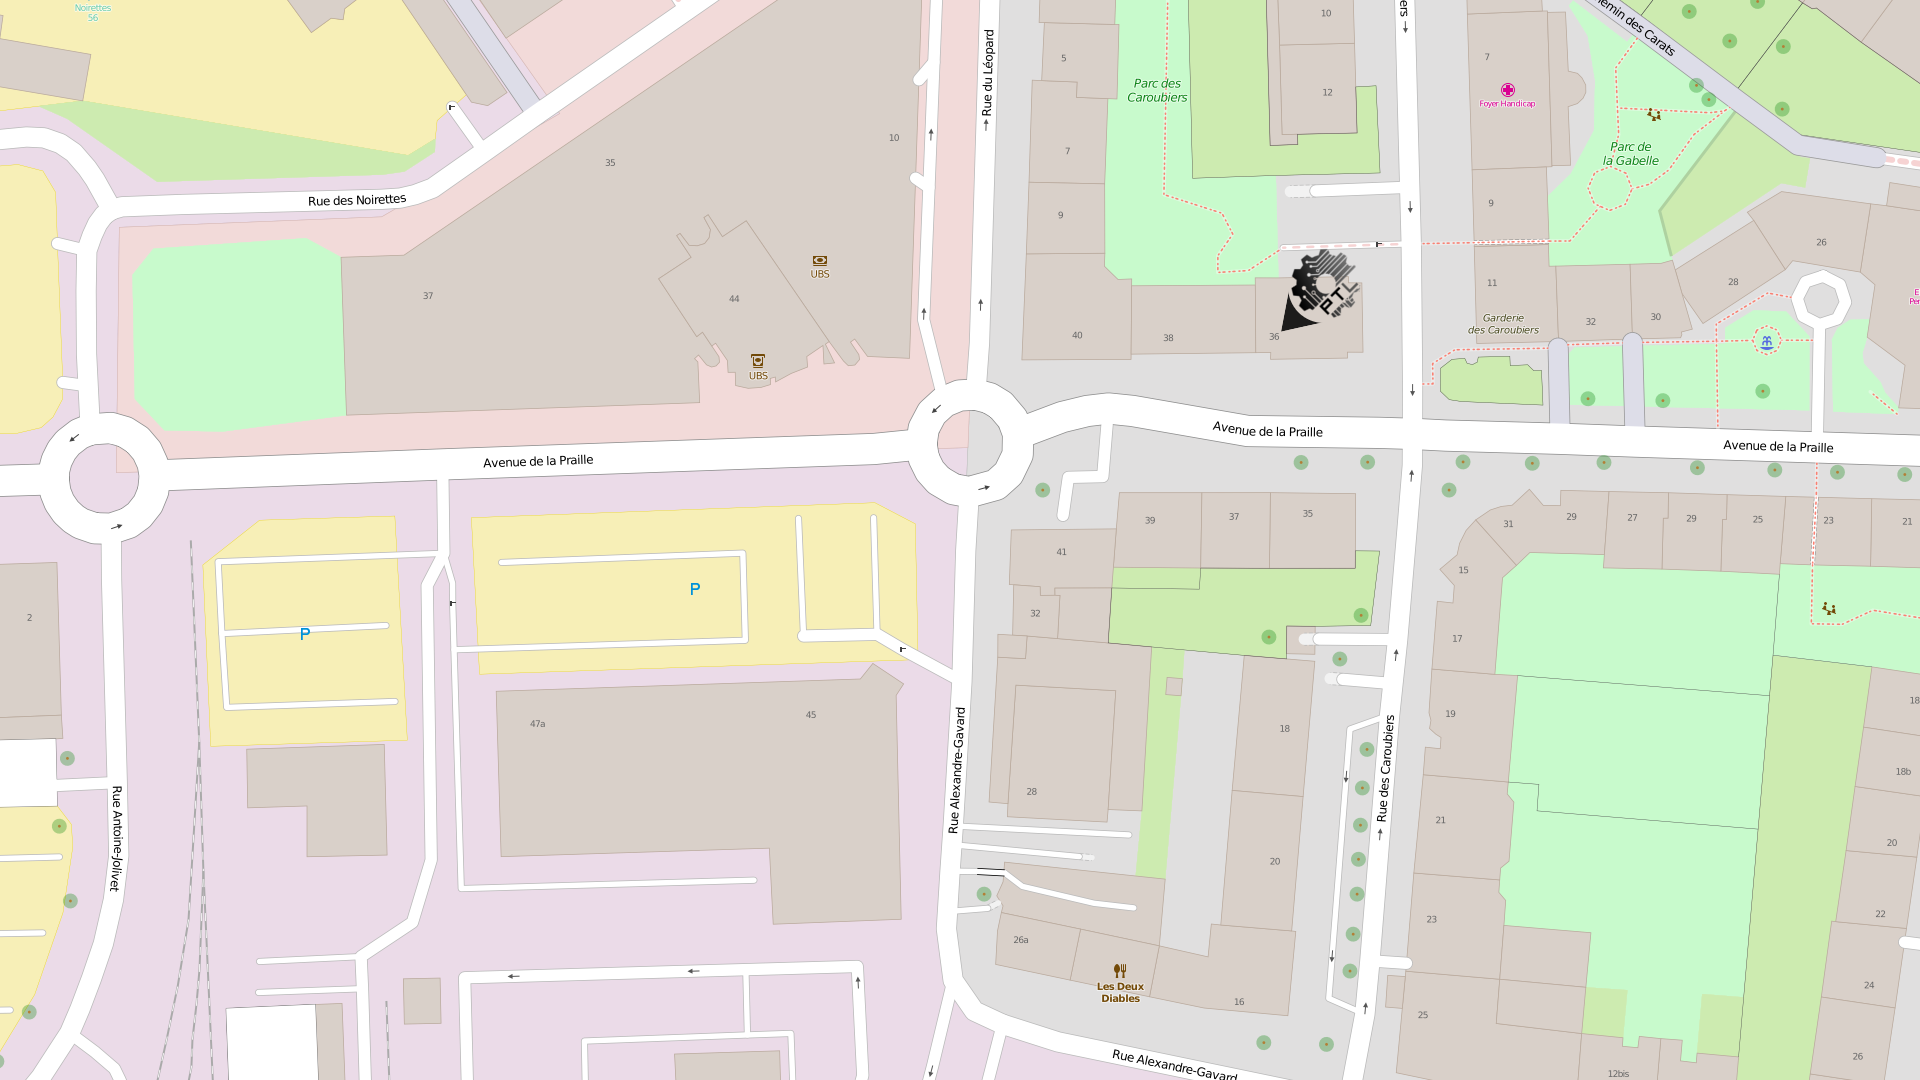 Noirettes
56
Rue des Noirettes
35
37
44
10
UBS
UBS
Rue du Léopard
5
7
9
40
38
36
PTL
Parc des
Caroubiers
10
12
ers
7
Foyer Handicap
9
11
Garderie
des Caroubiers
32
30
28
26
Parc de
la Gabelle
emin des Carats
Avenue de la Praille
Avenue de la Praille
Avenue de la Praille
2
P
P
47a
45
Rue Antoine-Jolivet
Rue Alexandre-Gavard
Rue Alexandre-Gavard
Rue des Caroubiers
39
37
35
41
32
28
18
20
26a
16
Les Deux
Diables
31
29
27
29
25
23
21
15
17
19
21
23
25
18
18b
20
22
24
26
12bis